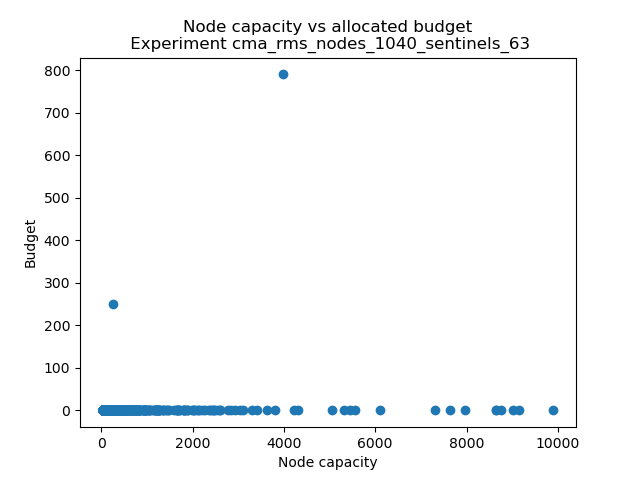 Node capacity vs allocated budget
Experiment cma_rms_nodes_1040_sentinels_63
800
700
600
500
400
300
200
100
0
Budget
0 2000 4000 6000 8000 10000
Node capacity